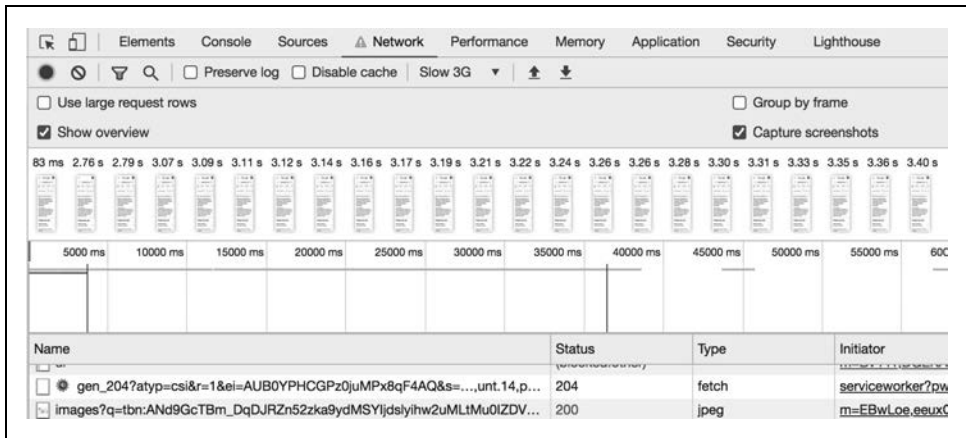 Elements Console Sources Network Performance Memory Application Security Lighthouse
Preserve log Disable cache Slow 3G
Use large request rows Group by frame
Show overview Capture screenshots
83 ms 2.76 s 2.79 s 3.07 s 3.09 s 3.11 s 3.12 s 3.14 s 3.16 s 3.17 s 3.19 s 3.21 s 3.22 s 3.24 s 3.26 s 3.26 s 3.28 s 3.30 s 3.31 s 3.33 s 3.35 s 3.36 s 3.40 s
5000 ms 10000 ms 15000 ms 20000 ms 25000 ms 30000 ms 35000 ms 40000 ms 45000 ms 50000 ms 55000 ms 600
Name Status Type Initiator
gen_204?atyp=csi&r=1&ei=AUB0YPHCGPz0juMPx8qF4AQ&s=...,unt.14,p... 204 fetch serviceworker?pw
images?q=tbn:ANd9GcTBm_DqDJRZn52zka9ydMSYIjdslyihw2uMLtMu0lZDV... 200 jpeg m=EBwLoe,eeuxC